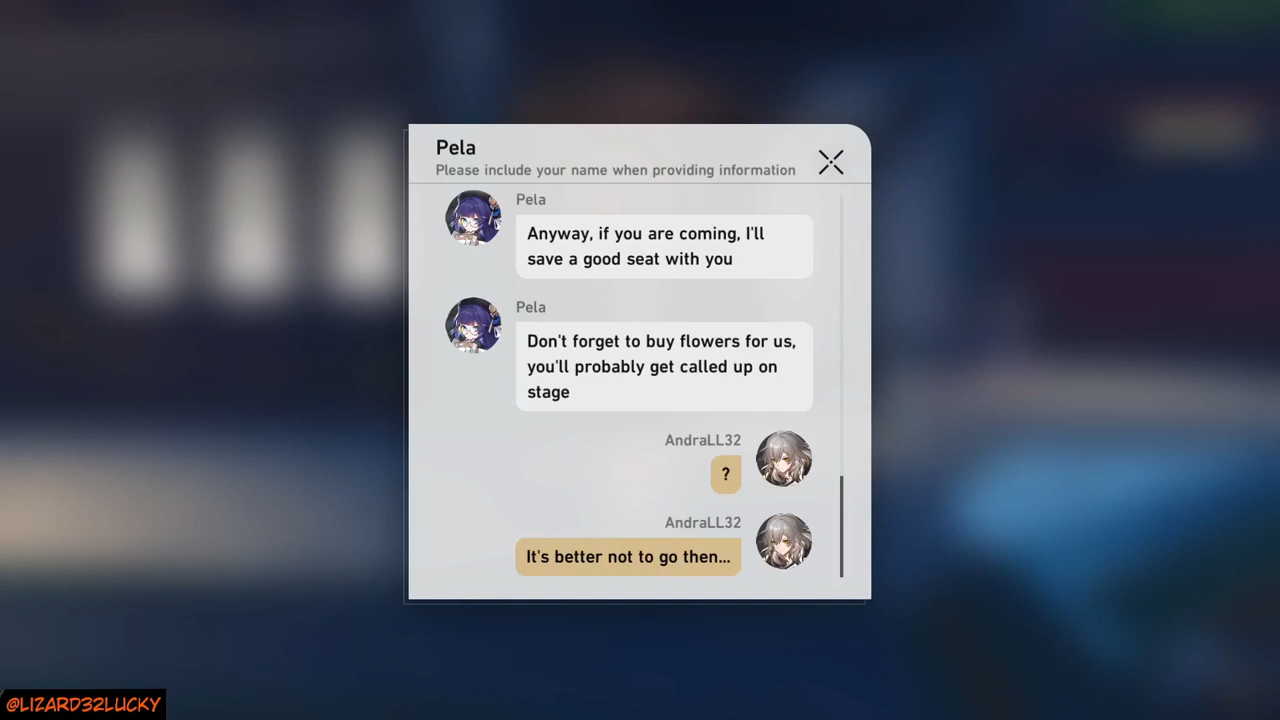 Pela
Please include your name when providing information
Pela
Anyway, if you are coming, I'll
save a good seat with you
Pela
Don't forget to buy flowers for us,
you'll probably get called up on
stage
AndraLL32
?
AndraLL32
It's better not to go then...
@LIZARD32LUCKY